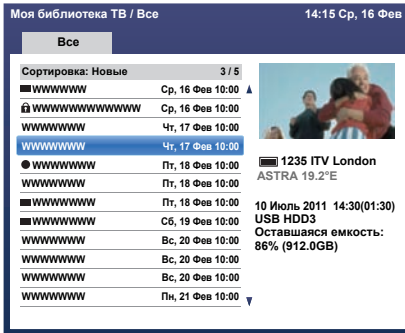 Моя библиотека ТВ / Все 14:15 Ср, 16 Фев
Все
Сортировка: Новые 3 / 5
WWWWWW Ср, 16 Фев 10:00
WWWWWWWWWWWW Ср, 16 Фев 10:00
WWWWWWW Чт, 17 Фев 10:00
WWWWWWW Чт, 17 Фев 10:00
WWWWWWW Пт, 18 Фев 10:00
WWWWWWW Пт, 18 Фев 10:00
WWWWWWW Пт, 18 Фев 10:00
WWWWWWW Сб, 19 Фев 10:00
WWWWWWW Вс, 20 Фев 10:00
WWWWWWW Вс, 20 Фев 10:00
WWWWWWW Вс, 20 Фев 10:00
WWWWWWW Пн, 21 Фев 10:00
1235 ITV London
ASTRA 19.2°E
10 Июль 2011 14:30(01:30)
USB HDD3
Оставшаяся емкость:
86% (912.0GB)